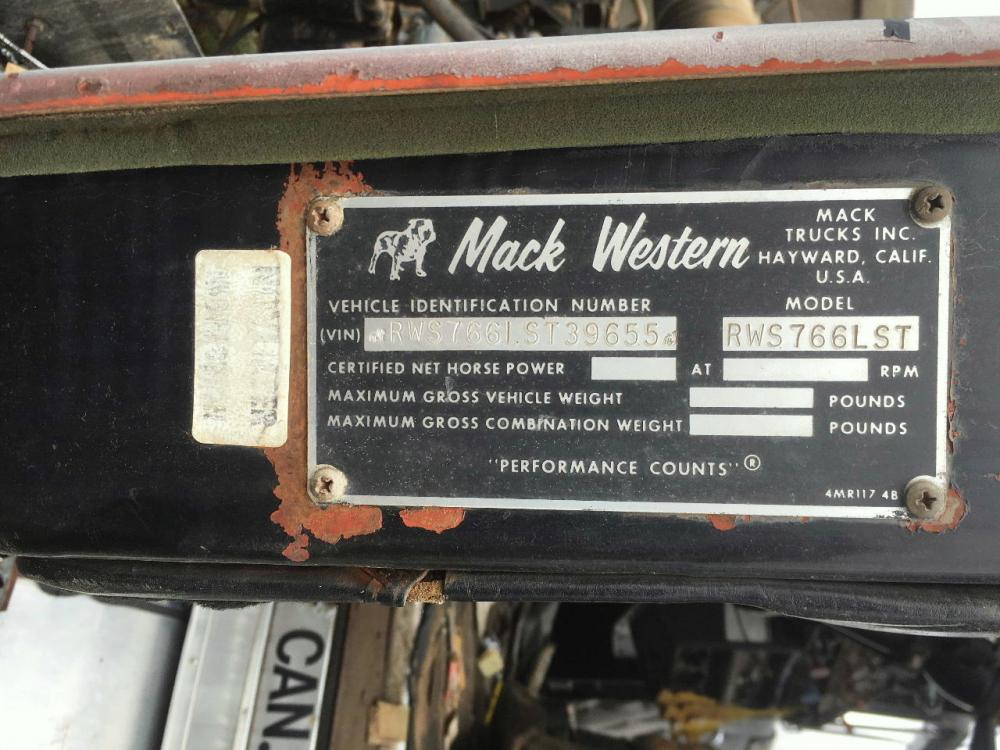 Mack Western
MACK
TRUCKS INC.
HAYWARD, CALIF.
U.S.A.
VEHICLE IDENTIFICATION NUMBER
MODEL
(VIN) RWS766LST39655
RWS766LST
CERTIFIED NET HORSE POWER AT RPM
MAXIMUM GROSS VEHICLE WEIGHT POUNDS
MAXIMUM GROSS COMBINATION WEIGHT POUNDS
"PERFORMANCE COUNTS"®
4MR117 4B
CAN.